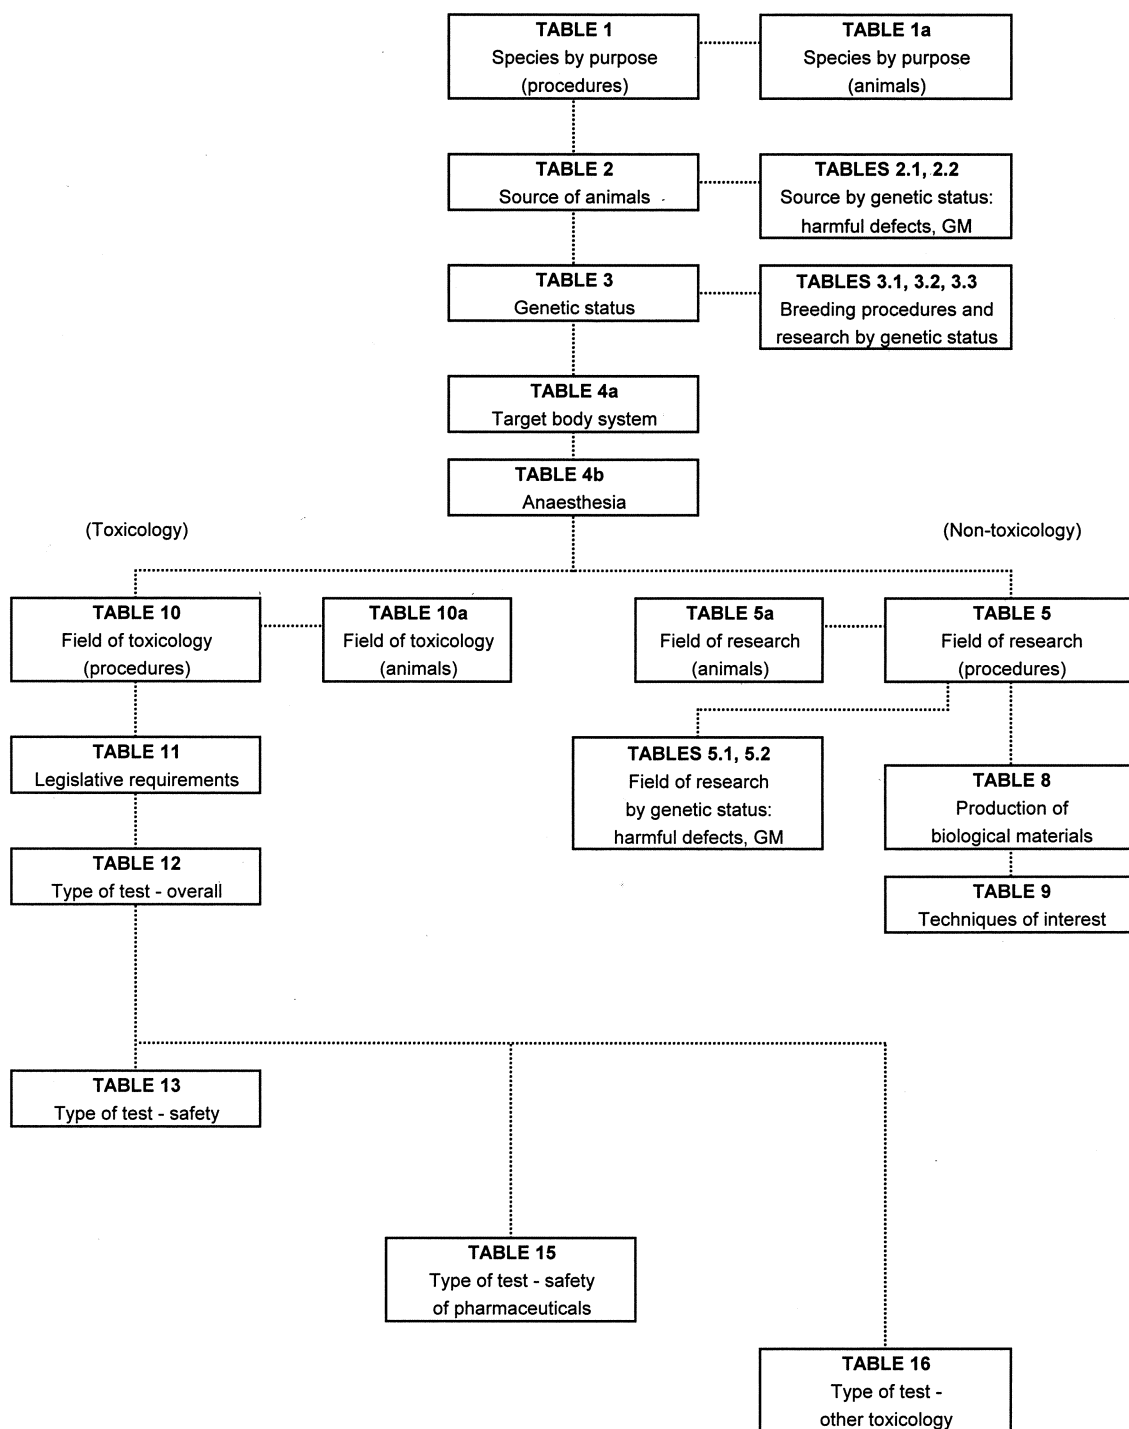 TABLE 1
Species by purpose
(procedures)
TABLE 1a
Species by purpose
(animals)
TABLE 2
Source of animals
TABLES 2.1, 2.2
Source by genetic status:
harmful defects, GM
TABLE 3
Genetic status
TABLES 3.1, 3.2, 3.3
Breeding procedures and
research by genetic status
TABLE 4a
Target body system
TABLE 4b
Anaesthesia
(Toxicology)
(Non-toxicology)
TABLE 10
Field of toxicology
(procedures)
TABLE 10a
Field of toxicology
(animals)
TABLE 5a
Field of research
(animals)
TABLE 5
Field of research
(procedures)
TABLE 11
Legislative requirements
TABLES 5.1, 5.2
Field of research
by genetic status:
harmful defects, GM
TABLE 8
Production of
biological materials
TABLE 12
Type of test - overall
TABLE 9
Techniques of interest
TABLE 13
Type of test - safety
TABLE 15
Type of test - safety
of pharmaceuticals
TABLE 16
Type of test -
other toxicology